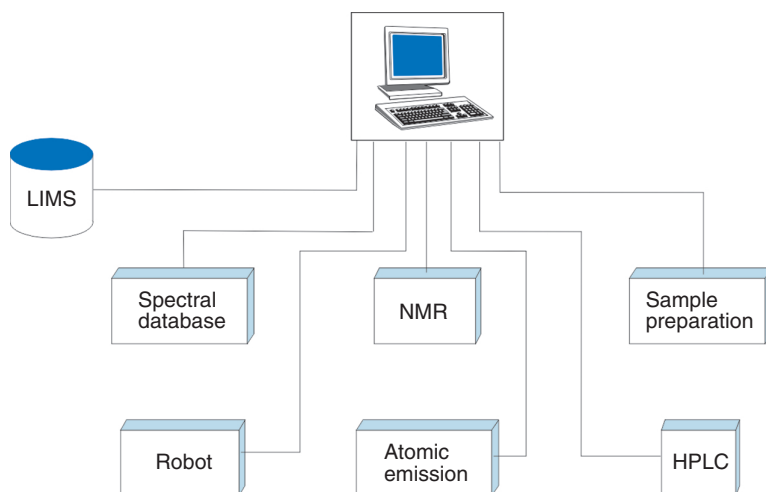 LIMS
Spectral
database
NMR
Sample
preparation
Robot
Atomic
emission
HPLC